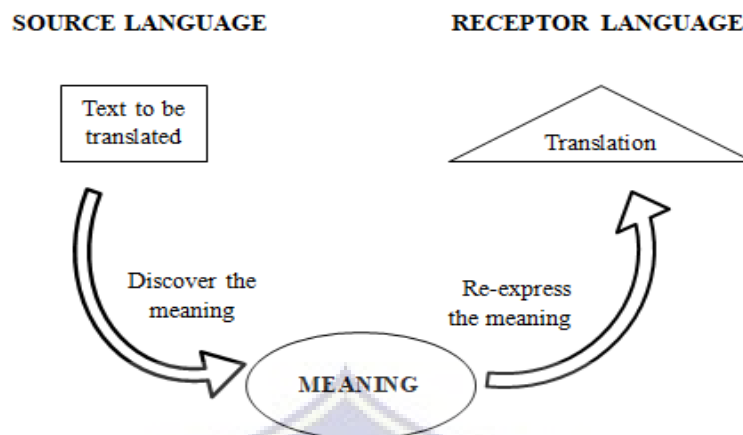 SOURCE LANGUAGE
RECEPTOR LANGUAGE
Text to be
translated
Translation
Discover the
meaning
Re-express
the meaning
MEANING